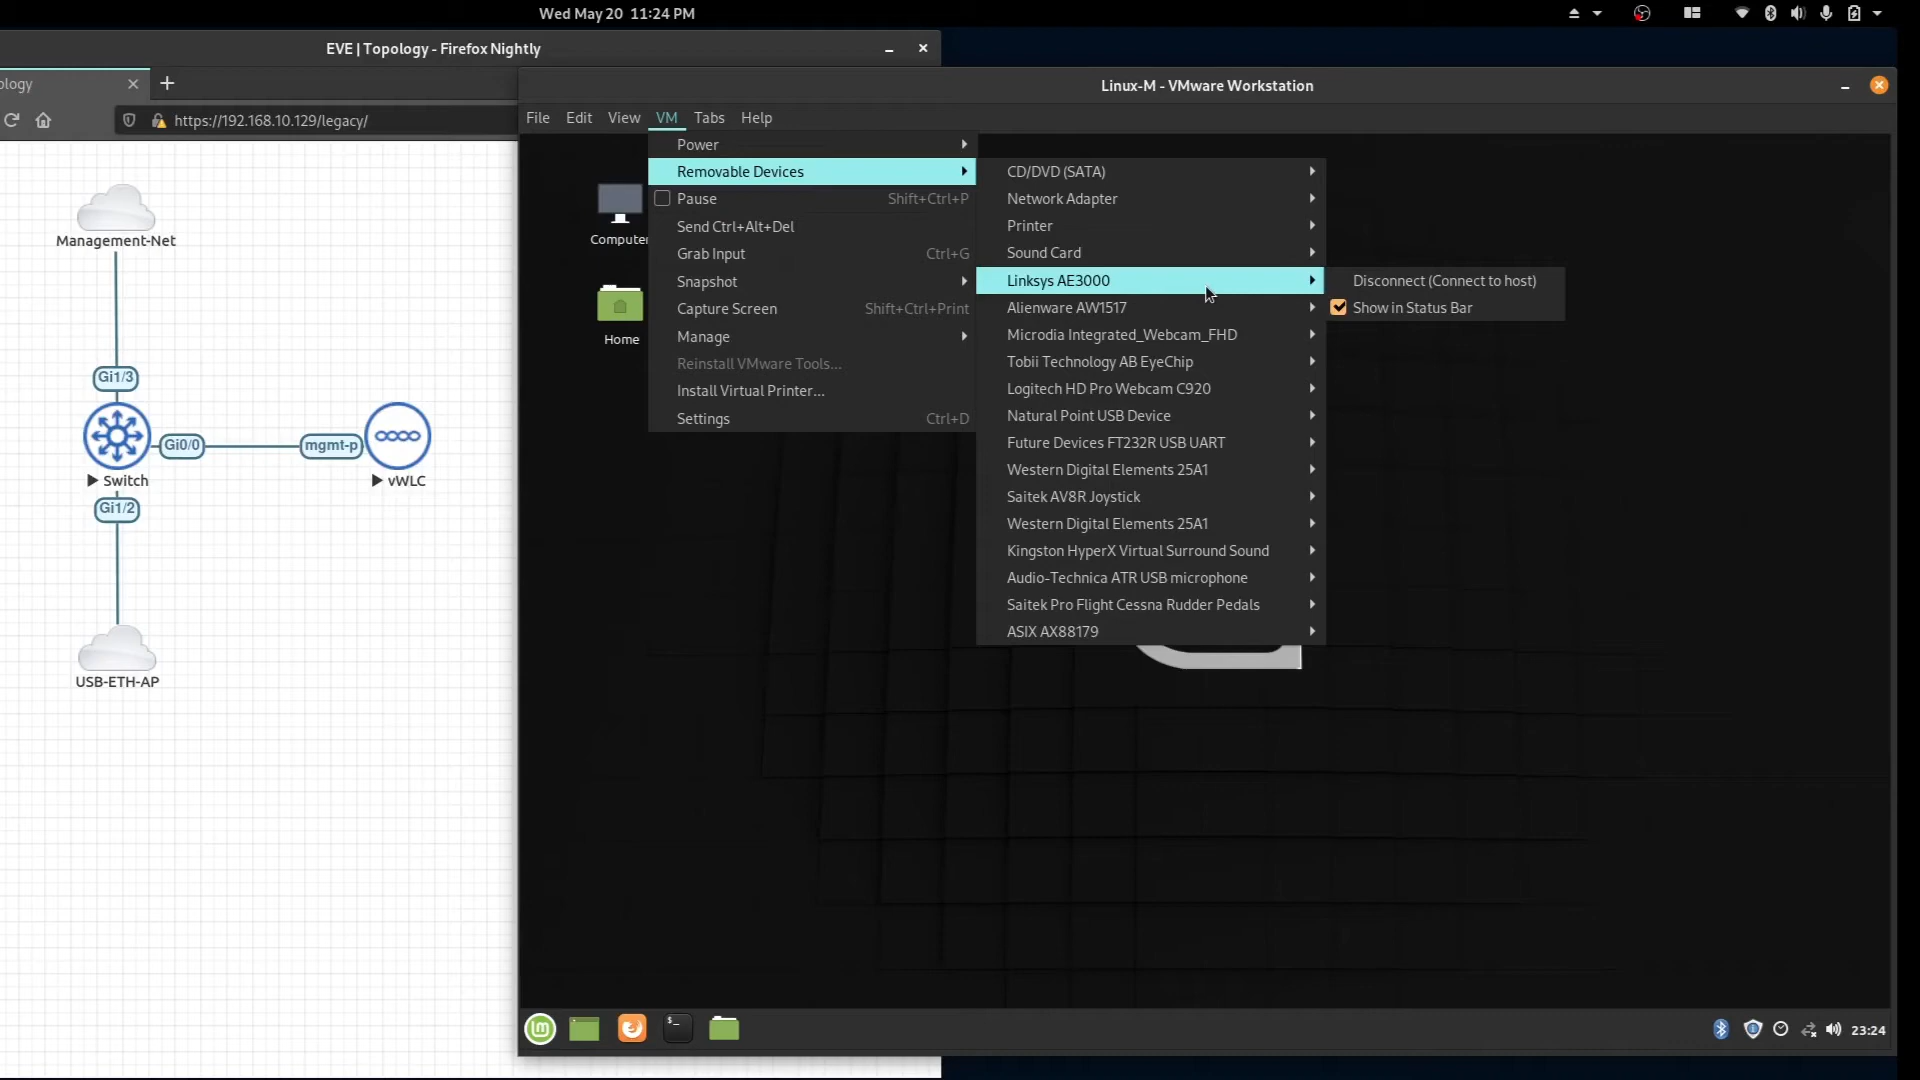 Wed May 20 11:24 PM
EVE | Topology - Firefox Nightly
ology
https://192.168.10.129/legacy/
Management-Net
Gi1/3
Gi0/0
mgmt-p
Switch
vWLC
Gi1/2
USB-ETH-AP
Linux-M - VMware Workstation
File Edit View VM Tabs Help
Computer
Home
Power
Removable Devices
Pause Shift+Ctrl+P
Send Ctrl+Alt+Del
Grab Input Ctrl+G
Snapshot
Capture Screen Shift+Ctrl+Print
Manage
Reinstall VMware Tools...
Install Virtual Printer...
Settings Ctrl+D
CD/DVD (SATA)
Network Adapter
Printer
Sound Card
Linksys AE3000
Alienware AW1517
Microdia Integrated_Webcam_FHD
Tobii Technology AB EyeChip
Logitech HD Pro Webcam C920
Natural Point USB Device
Future Devices FT232R USB UART
Western Digital Elements 25A1
Saitek AV8R Joystick
Western Digital Elements 25A1
Kingston HyperX Virtual Surround Sound
Audio-Technica ATR USB microphone
Saitek Pro Flight Cessna Rudder Pedals
ASIX AX88179
Disconnect (Connect to host)
Show in Status Bar
23:24